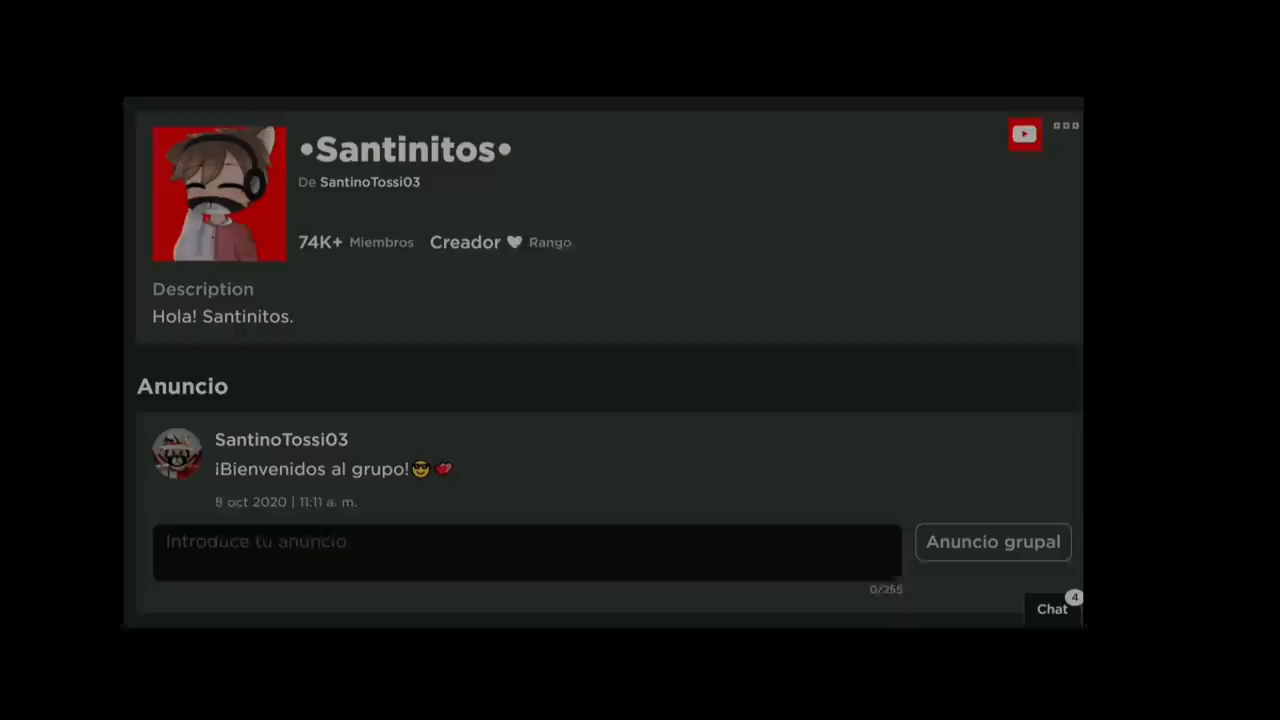 •Santinitos•
De SantinoTossi03
74K+ Miembros Creador 🤍 Rango
Description
Hola! Santinitos.
Anuncio
SantinoTossi03
¡Bienvenidos al grupo!😎💕
9 oct 2020 | 11:11 a. m.
Introduce tu anuncio
Anuncio grupal
0/255
4
Chat